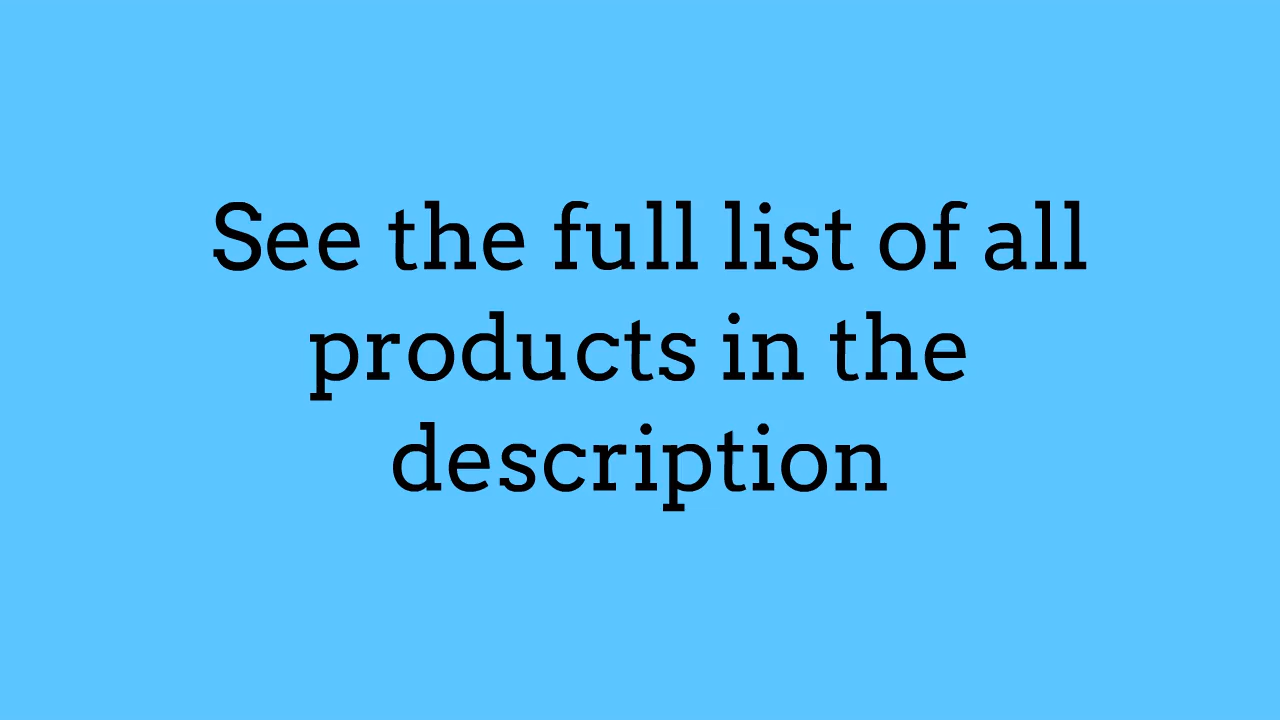 See the full list of all
products in the
description